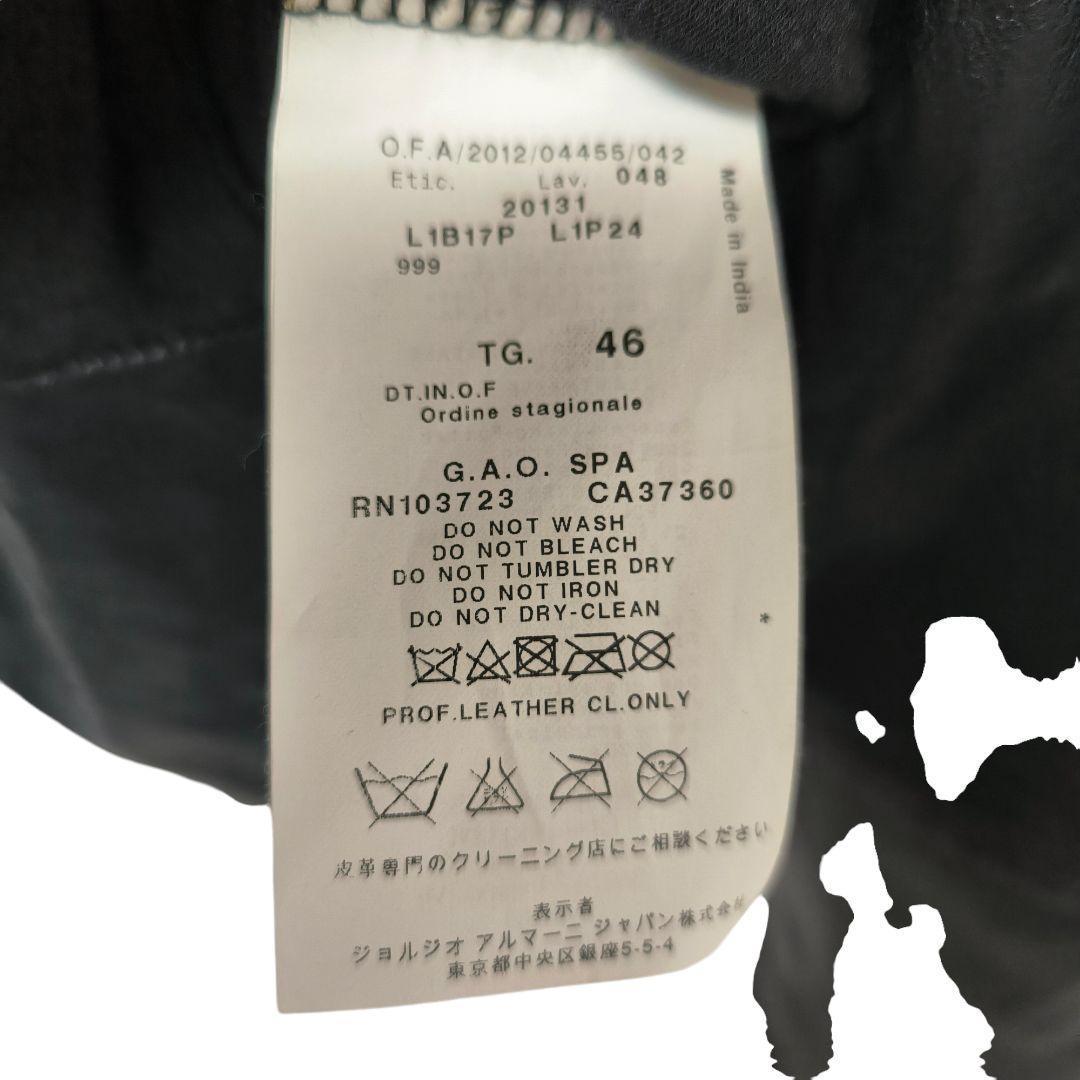 O.F.A/2012/04455/042
Etic. Lav. 048
20131
L1B17P L1P24
999
Made in India
TG. 46
DT.IN.O.F
Ordine stagionale
G.A.O. SPA
RN103723 CA37360
DO NOT WASH
DO NOT BLEACH
DO NOT TUMBLER DRY
DO NOT IRON
DO NOT DRY-CLEAN
*
PROF.LEATHER CL.ONLY
皮革専門のクリーニング店にご相談ください
表示者
ジョルジオ アルマーニ ジャパン株式会社
東京都中央区銀座5-5-4